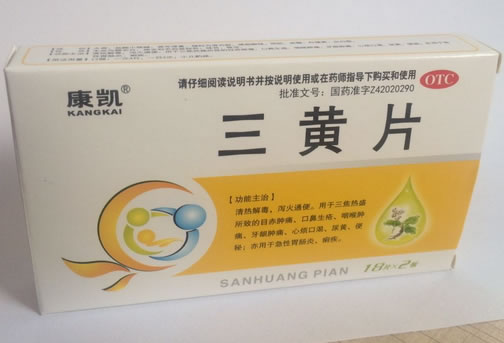 请仔细阅读说明书并按说明使用或在药师指导下购买和使用
批准文号：国药准字Z42020290
OTC
康凯®
KANGKAI
三黄片
【功能主治】
清热解毒，泻火通便。用于三焦热盛
所致的目赤肿痛、口鼻生疮、咽喉肿
痛、牙龈肿痛、心烦口渴、尿黄、便
秘；亦用于急性胃肠炎，痢疾。
SANHUANG PIAN
18片×2板